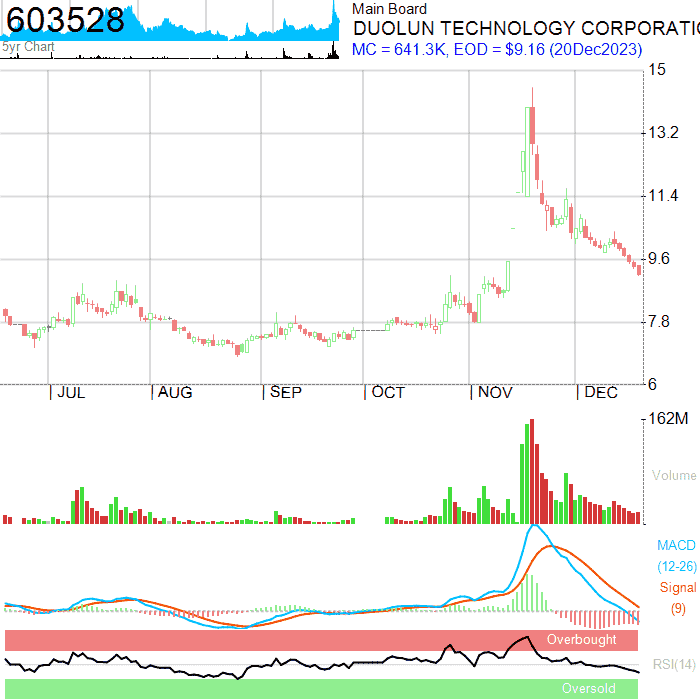 603528
5yr Chart
Main Board
DUOLUN TECHNOLOGY CORPORATI
MC = 641.3K, EOD = $9.16 (20Dec2023)
15
13.2
11.4
9.6
7.8
6
JUL
AUG
SEP
OCT
NOV
DEC
162M
Volume
MACD
(12-26)
Signal
(9)
Overbought
RSI(14)
Oversold